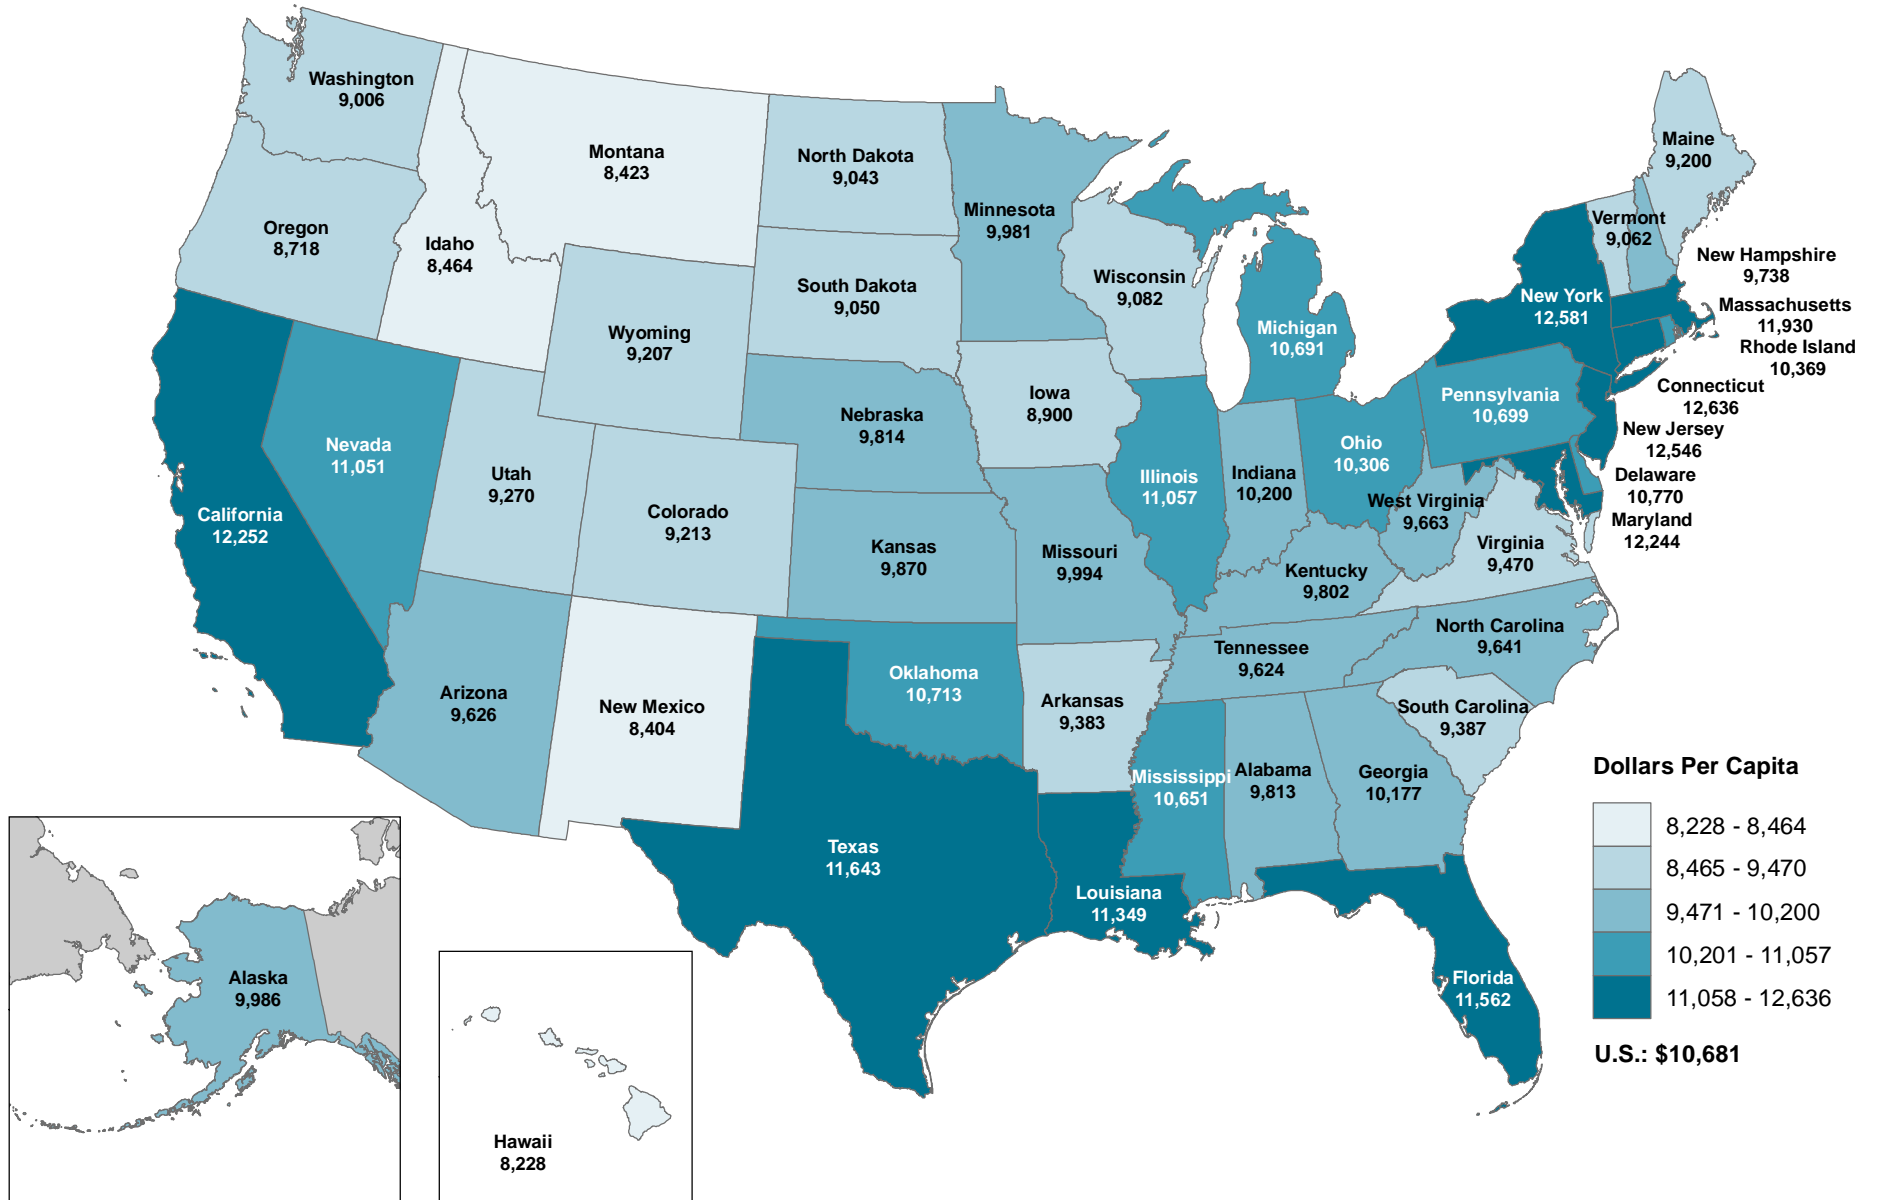 Washington
9,006
Oregon
8,718
Idaho
8,464
Montana
8,423
North Dakota
9,043
South Dakota
9,050
Minnesota
9,981
Wisconsin
9,082
Wyoming
9,207
Nebraska
9,814
Iowa
8,900
Michigan
10,691
Maine
9,200
Vermont
9,062
New Hampshire
9,738
New York
12,581
Massachusetts
11,930
Rhode Island
10,369
Connecticut
12,636
Pennsylvania
10,699
New Jersey
12,546
Delaware
10,770
Maryland
12,244
California
12,252
Nevada
11,051
Utah
9,270
Colorado
9,213
Kansas
9,870
Missouri
9,994
Illinois
11,057
Indiana
10,200
Ohio
10,306
West Virginia
9,663
Virginia
9,470
Kentucky
9,802
North Carolina
9,641
Tennessee
9,624
South Carolina
9,387
Arizona
9,626
New Mexico
8,404
Oklahoma
10,713
Arkansas
9,383
Mississippi
10,651
Alabama
9,813
Georgia
10,177
Texas
11,643
Louisiana
11,349
Florida
11,562
Alaska
9,986
Hawaii
8,228
Dollars Per Capita
8,228 - 8,464
8,465 - 9,470
9,471 - 10,200
10,201 - 11,057
11,058 - 12,636
U.S.: $10,681